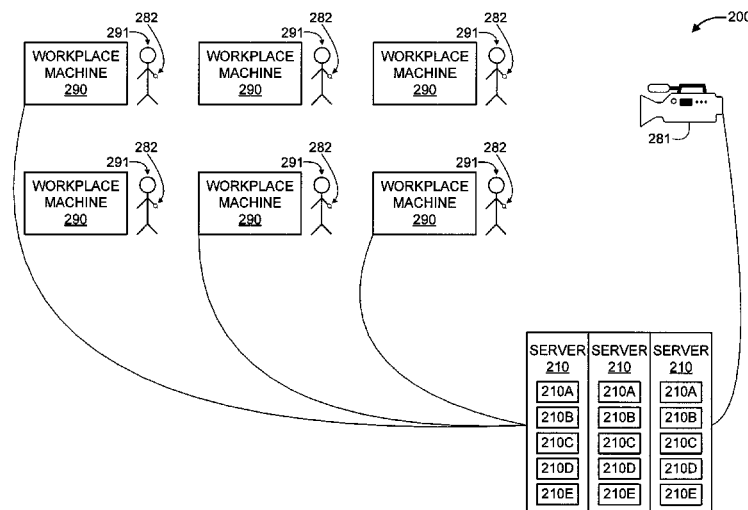 282 282 282 200
291 291 291
WORKPLACE MACHINE 290
WORKPLACE MACHINE 290
WORKPLACE MACHINE 290
281
282 282 282
291 291 291
WORKPLACE MACHINE 290
WORKPLACE MACHINE 290
WORKPLACE MACHINE 290
SERVER SERVER SERVER
210 210 210
210A 210A 210A
210B 210B 210B
210C 210C 210C
210D 210D 210D
210E 210E 210E